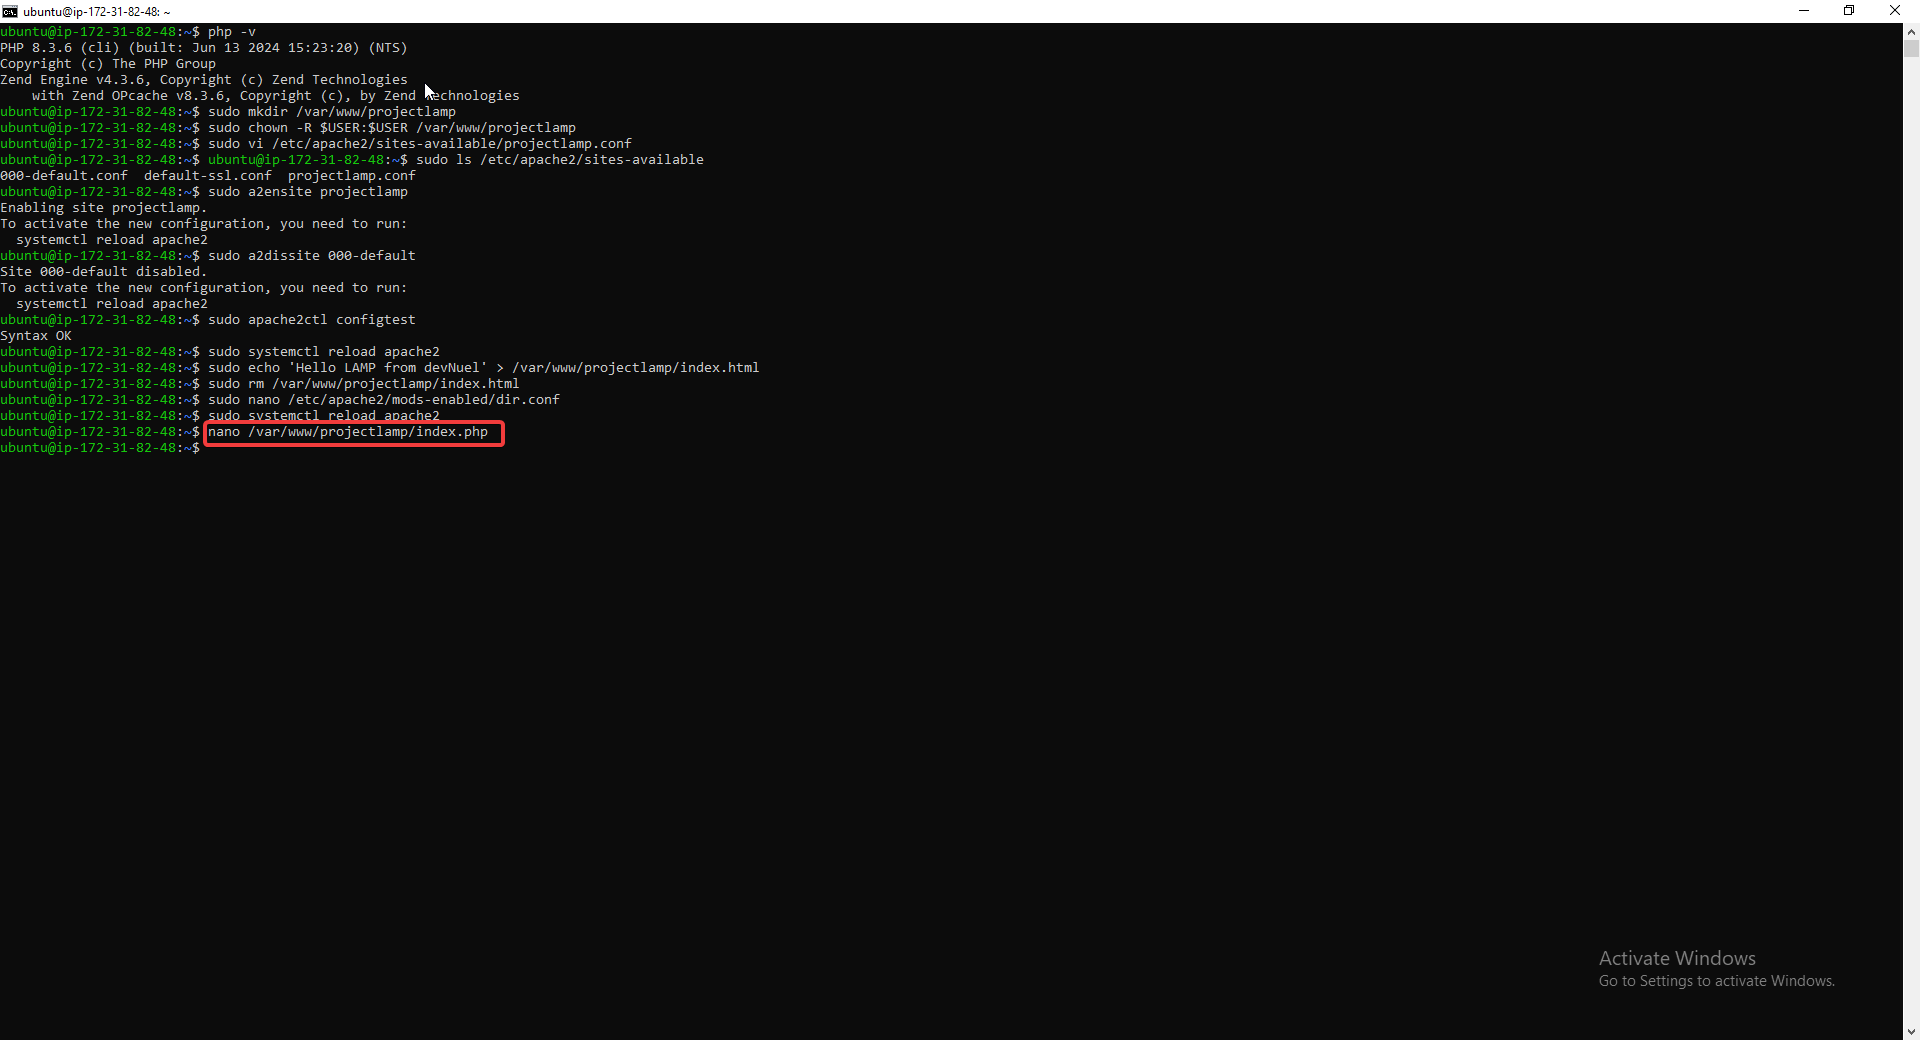 ubuntu@ip-172-31-82-48: ~
ubuntu@ip-172-31-82-48:~$ php -v
PHP 8.3.6 (cli) (built: Jun 13 2024 15:23:20) (NTS)
Copyright (c) The PHP Group
Zend Engine v4.3.6, Copyright (c) Zend Technologies
    with Zend OPcache v8.3.6, Copyright (c), by Zend Technologies
ubuntu@ip-172-31-82-48:~$ sudo mkdir /var/www/projectlamp
ubuntu@ip-172-31-82-48:~$ sudo chown -R $USER:$USER /var/www/projectlamp
ubuntu@ip-172-31-82-48:~$ sudo vi /etc/apache2/sites-available/projectlamp.conf
ubuntu@ip-172-31-82-48:~$ ubuntu@ip-172-31-82-48:~$ sudo ls /etc/apache2/sites-available
000-default.conf  default-ssl.conf  projectlamp.conf
ubuntu@ip-172-31-82-48:~$ sudo a2ensite projectlamp
Enabling site projectlamp.
To activate the new configuration, you need to run:
  systemctl reload apache2
ubuntu@ip-172-31-82-48:~$ sudo a2dissite 000-default
Site 000-default disabled.
To activate the new configuration, you need to run:
  systemctl reload apache2
ubuntu@ip-172-31-82-48:~$ sudo apache2ctl configtest
Syntax OK
ubuntu@ip-172-31-82-48:~$ sudo systemctl reload apache2
ubuntu@ip-172-31-82-48:~$ sudo echo 'Hello LAMP from devNuel' > /var/www/projectlamp/index.html
ubuntu@ip-172-31-82-48:~$ sudo rm /var/www/projectlamp/index.html
ubuntu@ip-172-31-82-48:~$ sudo nano /etc/apache2/mods-enabled/dir.conf
ubuntu@ip-172-31-82-48:~$ sudo systemctl reload apache2
ubuntu@ip-172-31-82-48:~$ nano /var/www/projectlamp/index.php
ubuntu@ip-172-31-82-48:~$
Activate Windows
Go to Settings to activate Windows.